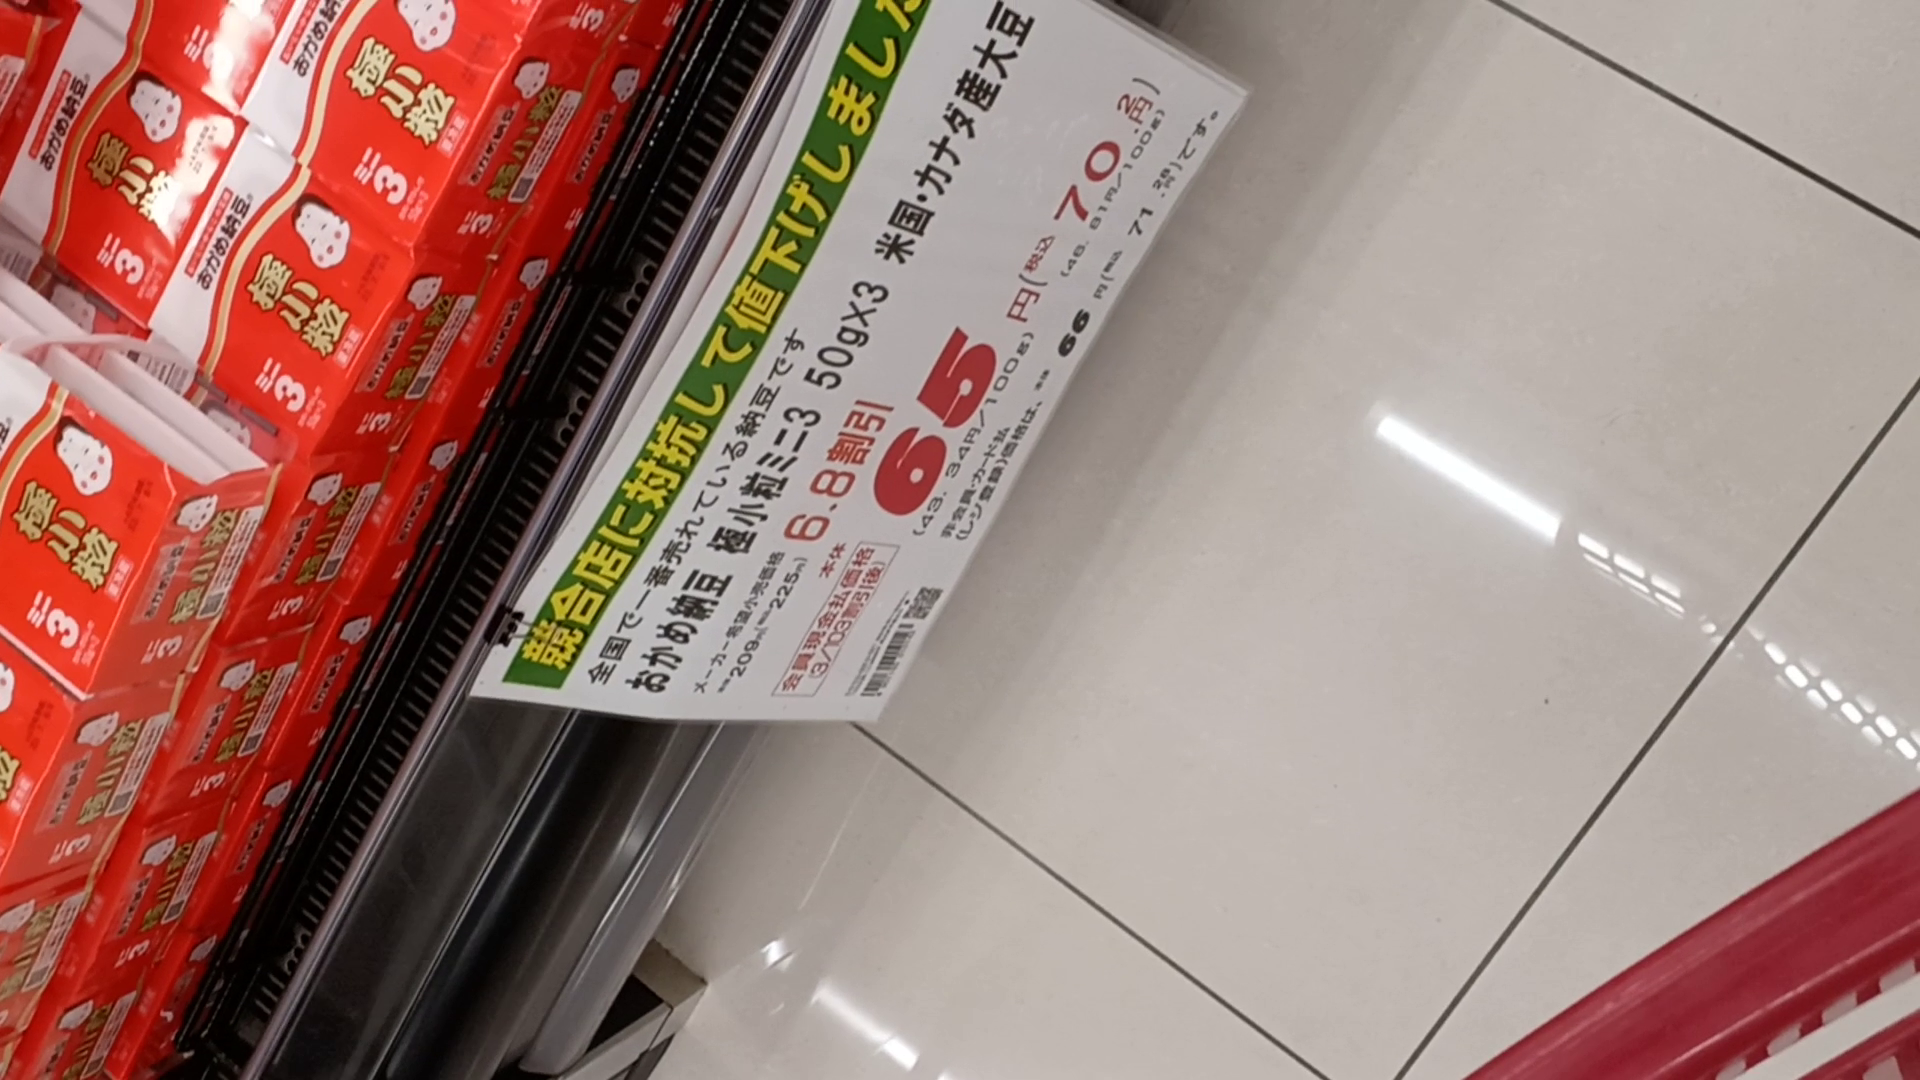 競合店に対抗して値下げしました
全国で一番売れている納豆です
おかめ納豆 極小粒ミニ3 50g×3 米国・カナダ産大豆
メーカー希望小売価格
本体209円(税込225円)
6.8割引
会員現金払価格
(3/103割引後)
本体
65円(税込70.2円)
(43.34円/100g)
(46.81円/100g)
非会員・カード払
(レジ登録)価格は、本体66円(税込71.28円)です。
おかめ納豆
極小粒
ミニ3